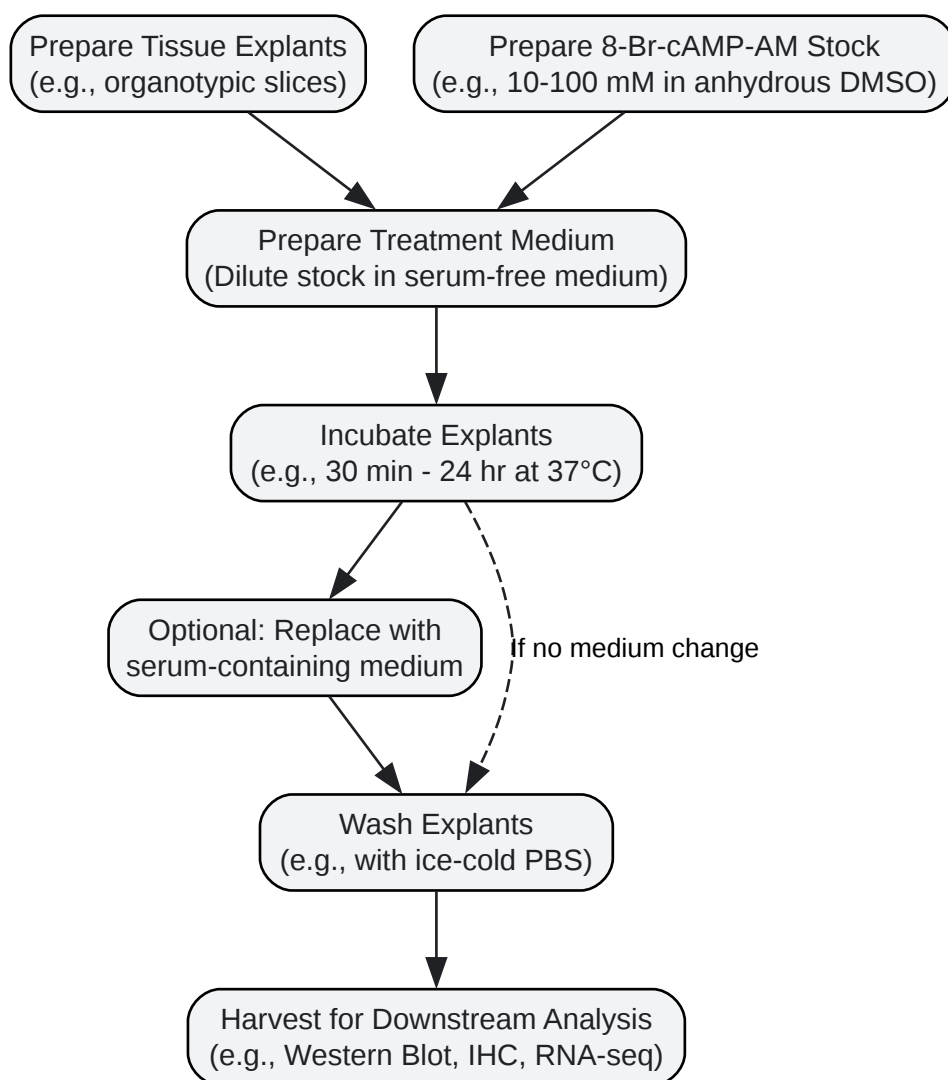 Prepare Tissue Explants
(e.g., organotypic slices)
Prepare 8-Br-cAMP-AM Stock
(e.g., 10-100 mM in anhydrous DMSO)
Prepare Treatment Medium
(Dilute stock in serum-free medium)
Incubate Explants
(e.g., 30 min - 24 hr at 37°C)
Optional: Replace with
serum-containing medium
If no medium change
Wash Explants
(e.g., with ice-cold PBS)
Harvest for Downstream Analysis
(e.g., Western Blot, IHC, RNA-seq)